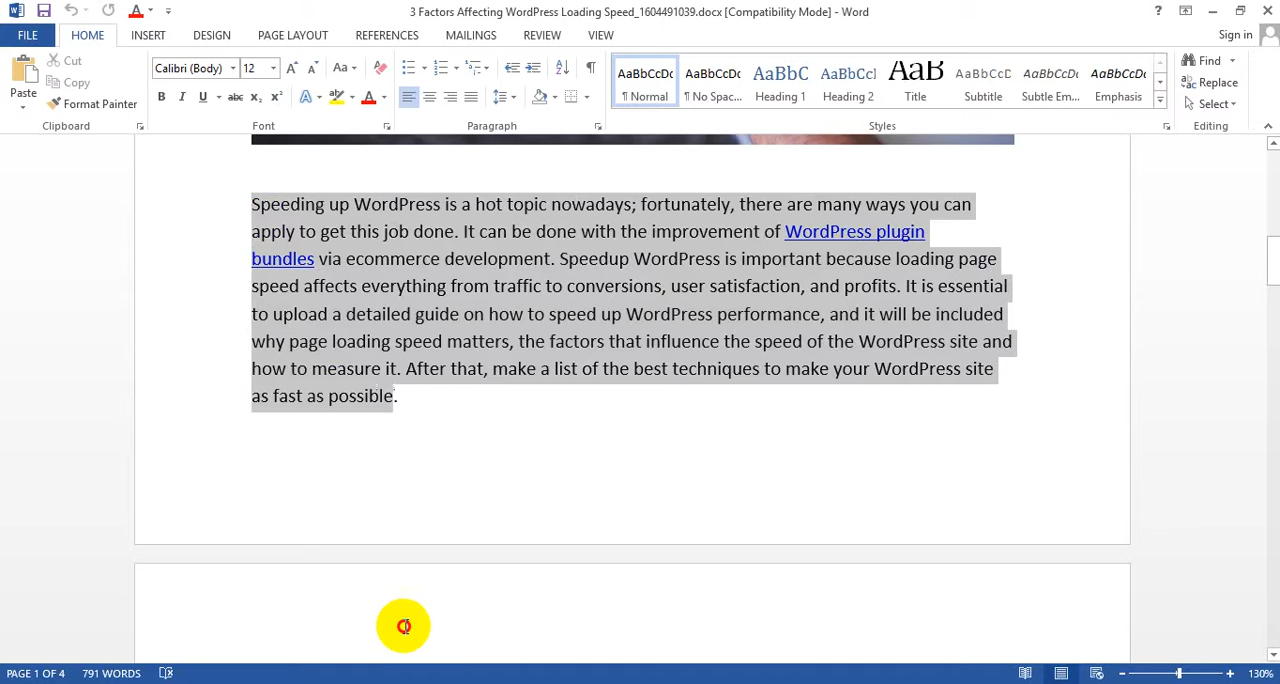 3 Factors Affecting WordPress Loading Speed_1604491039.docx [Compatibility Mode] - Word
FILE HOME INSERT DESIGN PAGE LAYOUT REFERENCES MAILINGS REVIEW VIEW Sign in
Paste
Cut
Copy
Format Painter
Clipboard
Calibri (Body) 12 Aa
B I U abc x₂ x² A A
Font
Paragraph
AaBbCcDc ¶ Normal
AaBbCcDc ¶ No Spac...
AaBbC Heading 1
AaBbCcI Heading 2
AaB Title
AaBbCcD Subtitle
AaBbCcDc Subtle Em...
AaBbCcDc Emphasis
Styles
Find
Replace
Select
Editing
Speeding up WordPress is a hot topic nowadays; fortunately, there are many ways you can
apply to get this job done. It can be done with the improvement of WordPress plugin
bundles via ecommerce development. Speedup WordPress is important because loading page
speed affects everything from traffic to conversions, user satisfaction, and profits. It is essential
to upload a detailed guide on how to speed up WordPress performance, and it will be included
why page loading speed matters, the factors that influence the speed of the WordPress site and
how to measure it. After that, make a list of the best techniques to make your WordPress site
as fast as possible.
PAGE 1 OF 4 791 WORDS 130%